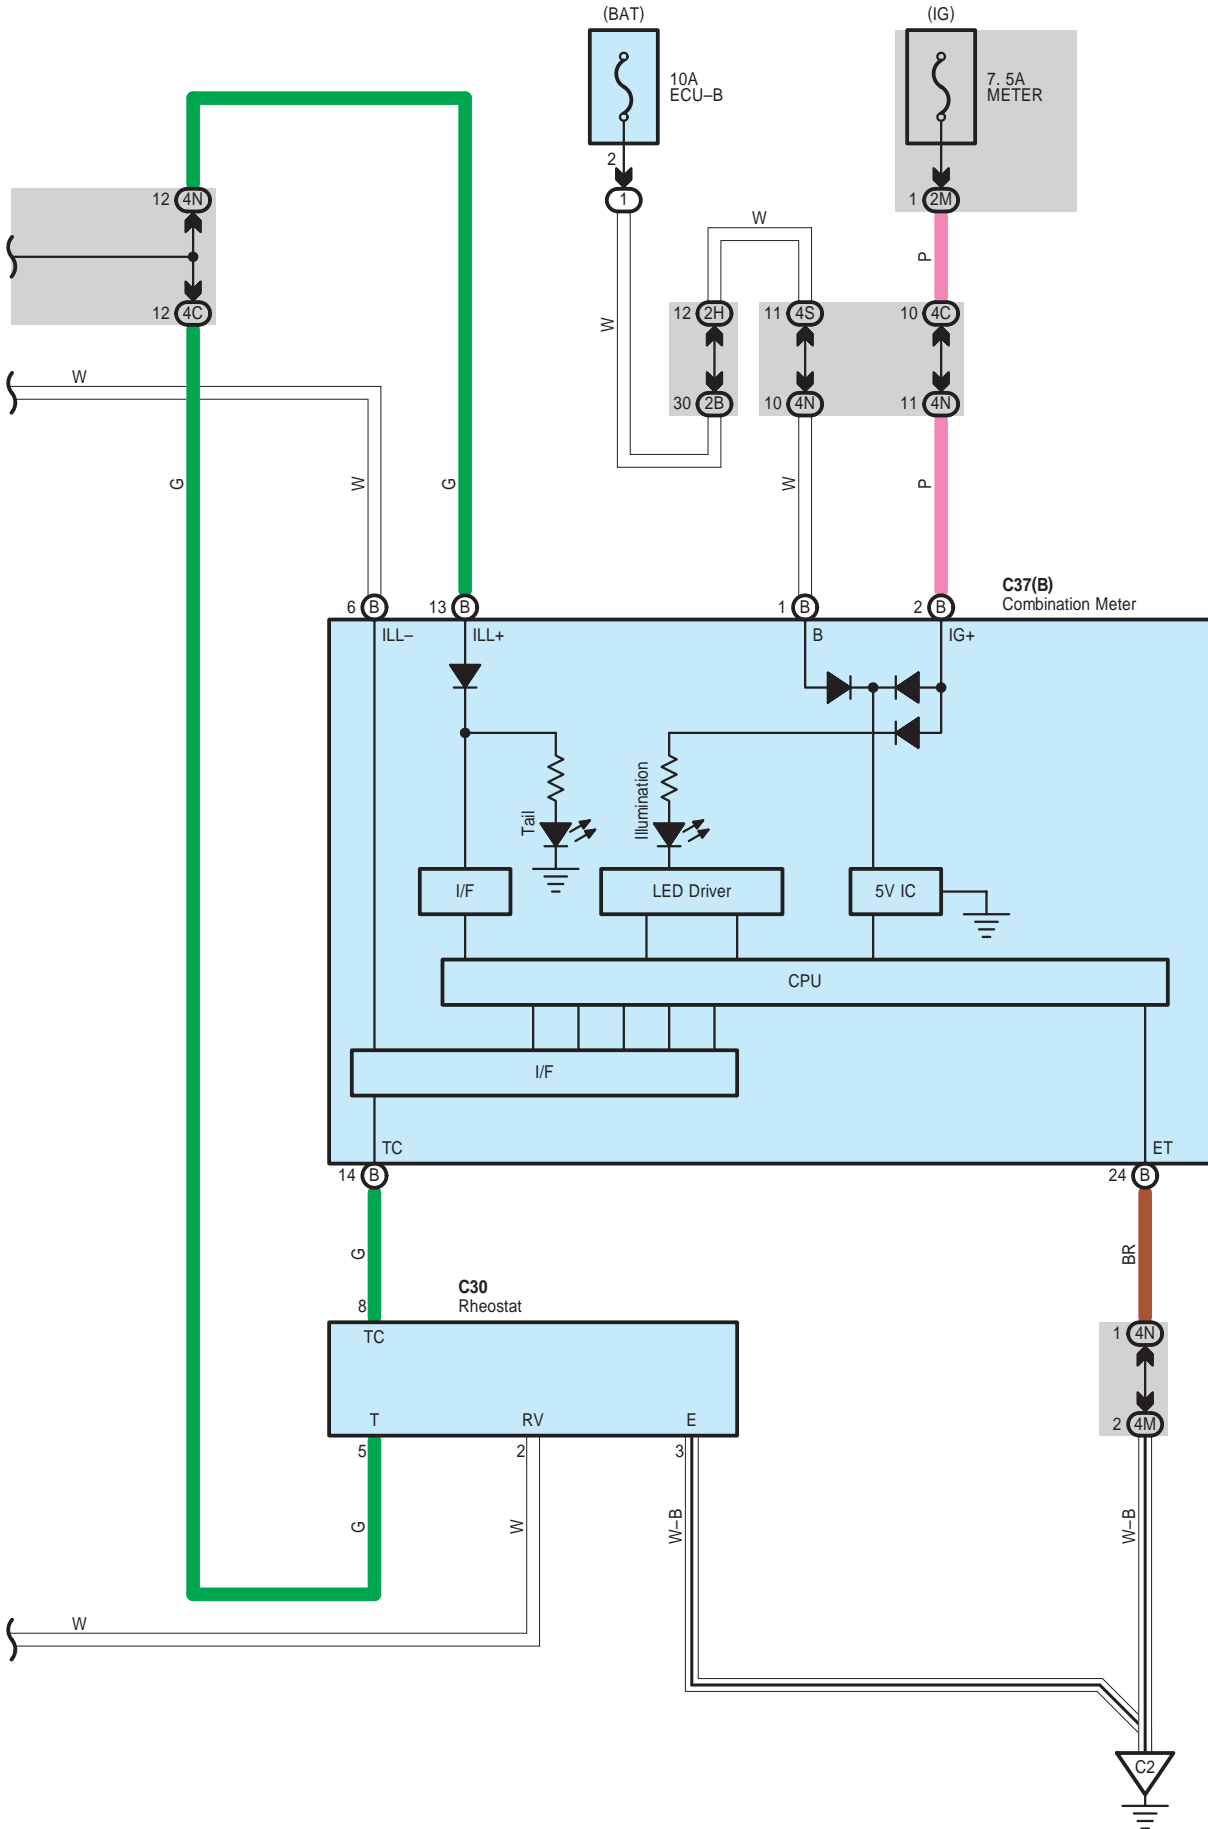 (BAT)
(IG)
10A
ECU–B
7. 5A
METER
2
1
1 2M
12 4N
W
P
12 4C
12 2H
11 4S
10 4C
W
W
30 2B
10 4N
11 4N
G
W
G
W
P
C37(B)
Combination Meter
6 B
13 B
1 B
2 B
ILL–
ILL+
B
IG+
Tail
Illumination
I/F
LED Driver
5V IC
CPU
I/F
TC
ET
14 B
24 B
G
BR
C30
Rheostat
8
TC
1 4N
T
RV
E
2 4M
5
2
3
G
W
W–B
W–B
W
C2